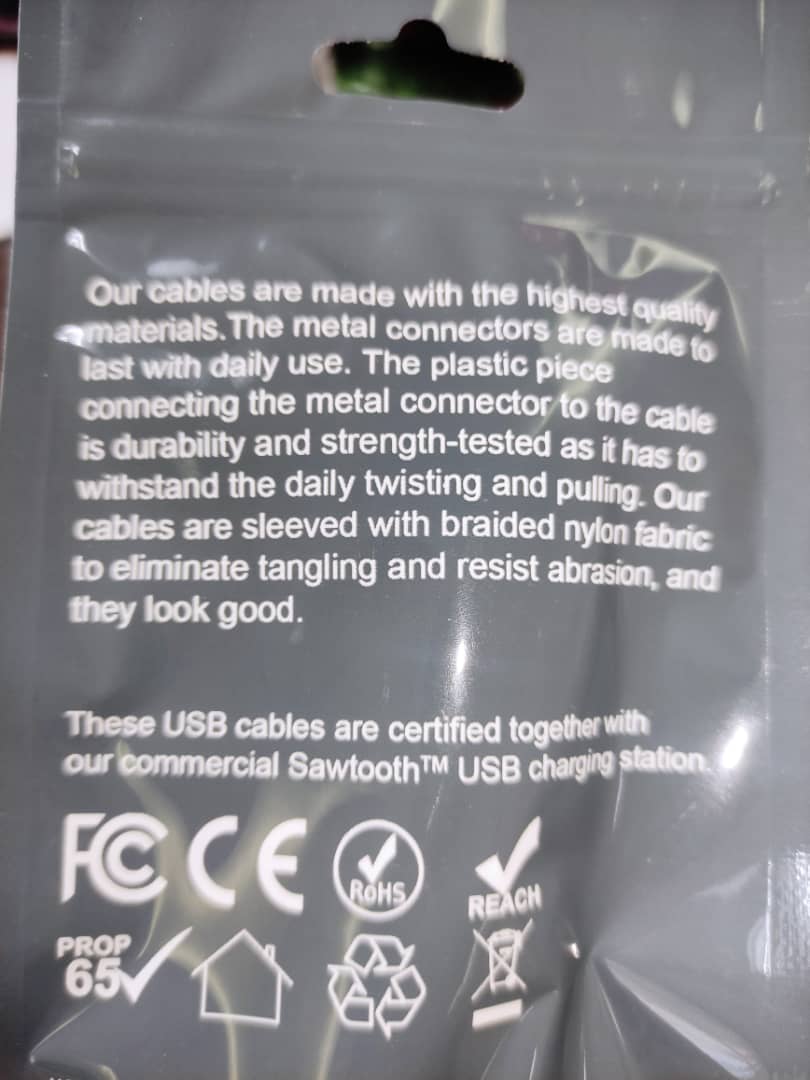 Our cables are made with the highest quality
materials.The metal connectors are made to
last with daily use. The plastic piece
connecting the metal connector to the cable
is durability and strength-tested as it has to
withstand the daily twisting and pulling. Our
cables are sleeved with braided nylon fabric
to eliminate tangling and resist abrasion, and
they look good.
These USB cables are certified together with
our commercial Sawtooth™ USB charging station.
FC CE RoHS REACH
PROP
65